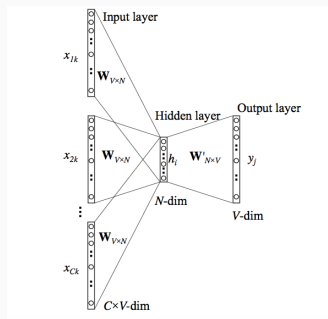 Input layer
x1k
WV×N
Hidden layer
Output layer
x2k
WV×N
hi
W'N×V
yj
N-dim
V-dim
WV×N
xCk
C×V-dim